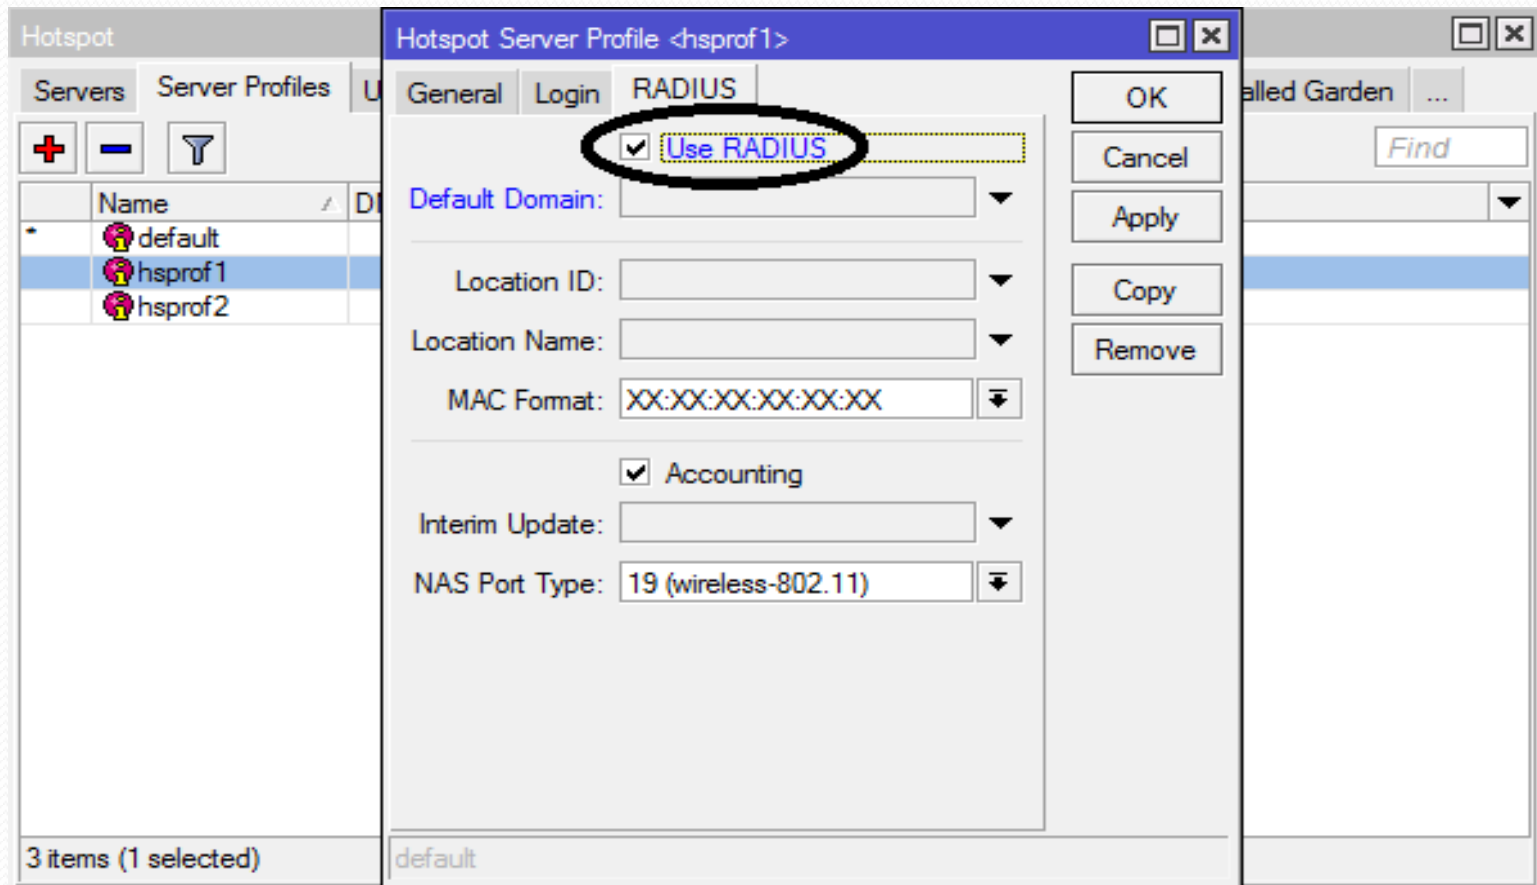 Hotspot
Hotspot Server Profile <hsprof1>
Servers
Server Profiles
U
General
Login
RADIUS
alled Garden
...
OK
Use RADIUS
Find
Cancel
Name
DI
Default Domain:
Apply
default
hsprof1
Location ID:
Copy
hsprof2
Location Name:
Remove
MAC Format: XX:XX:XX:XX:XX:XX
Accounting
Interim Update:
NAS Port Type: 19 (wireless-802.11)
3 items (1 selected)
default